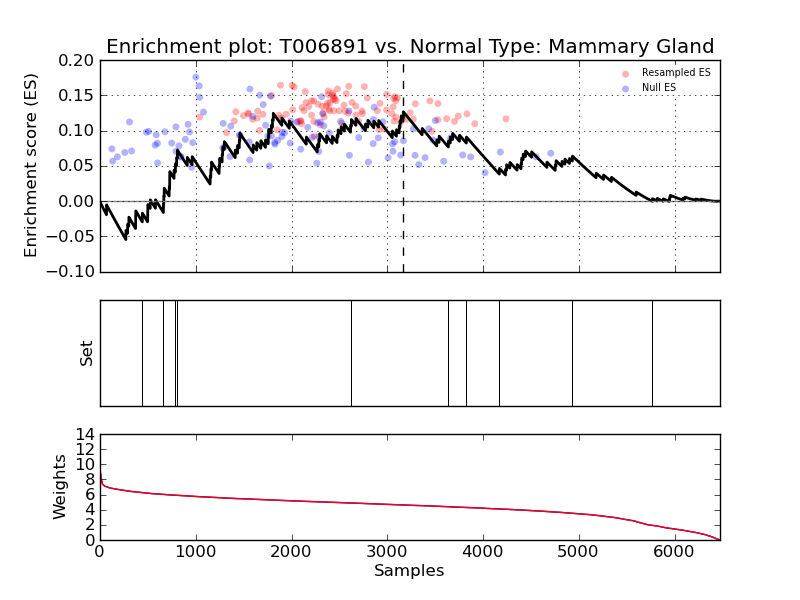 Enrichment plot: T006891 vs. Normal Type: Mammary Gland
Enrichment score (ES)
0.20
0.15
0.10
0.05
0.00
−0.05
−0.10
Resampled ES
Null ES
Set
Weights
14
12
10
8
6
4
2
0
0 1000 2000 3000 4000 5000 6000
Samples